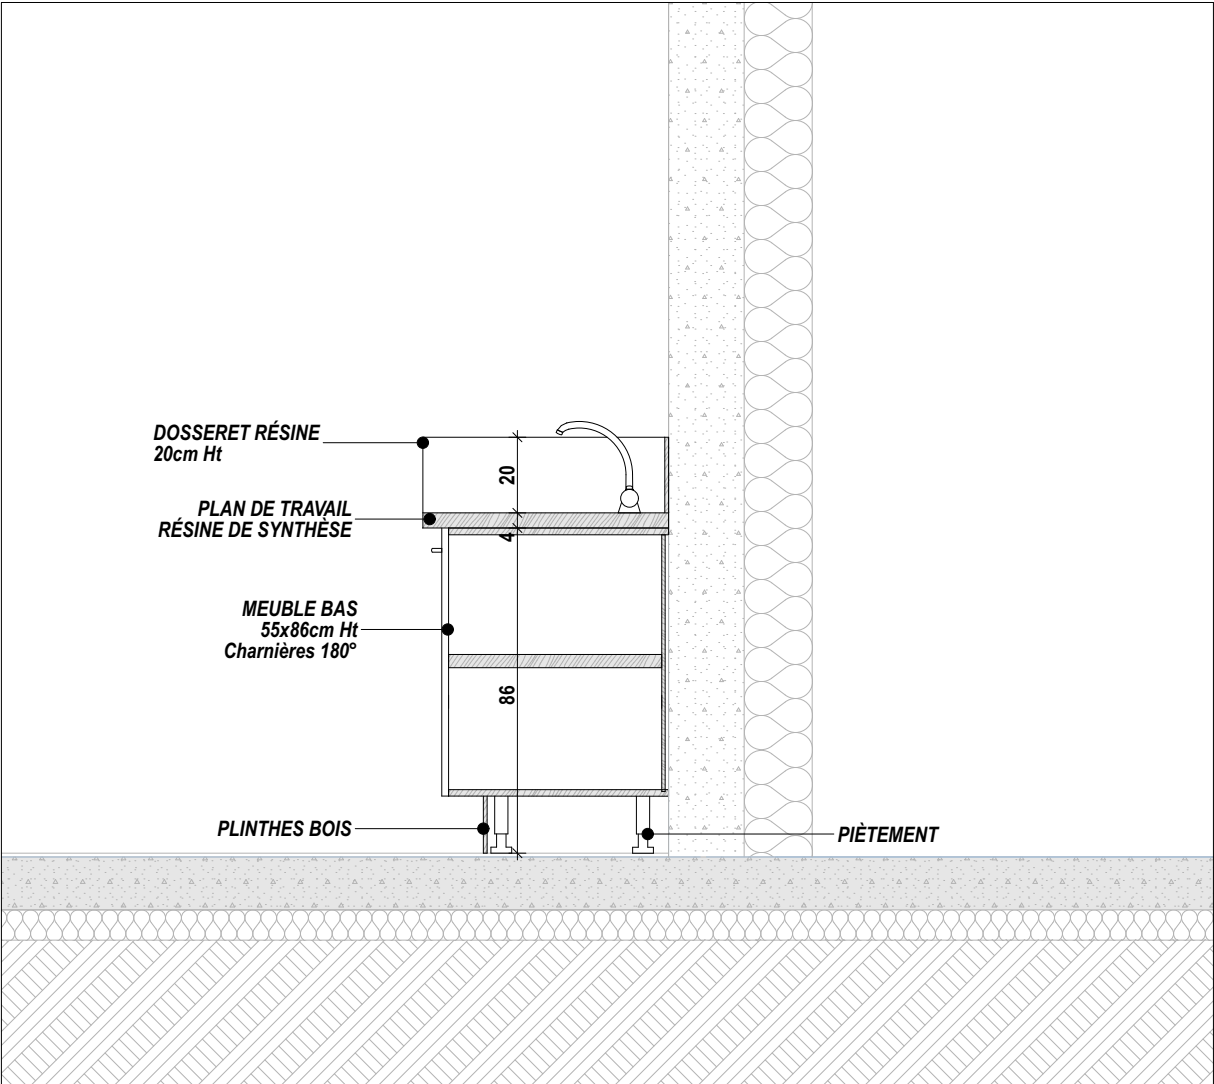 DOSSERET RÉSINE
20cm Ht
20
PLAN DE TRAVAIL
RÉSINE DE SYNTHÈSE
4
MEUBLE BAS
55x86cm Ht
Charnières 180°
86
PLINTHES BOIS
PIÈTEMENT